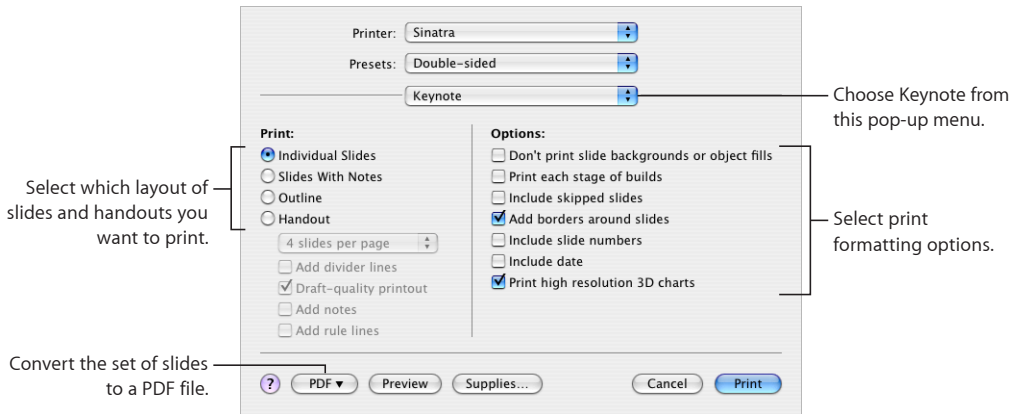 Printer: Sinatra
Presets: Double-sided
Keynote
Choose Keynote from
this pop-up menu.
Print:
Individual Slides
Slides With Notes
Outline
Handout
4 slides per page
Add divider lines
Draft-quality printout
Add notes
Add rule lines
Options:
Don't print slide backgrounds or object fills
Print each stage of builds
Include skipped slides
Add borders around slides
Include slide numbers
Include date
Print high resolution 3D charts
Select which layout of
slides and handouts you
want to print.
Select print
formatting options.
Convert the set of slides
to a PDF file.
? PDF▼ Preview Supplies... Cancel Print